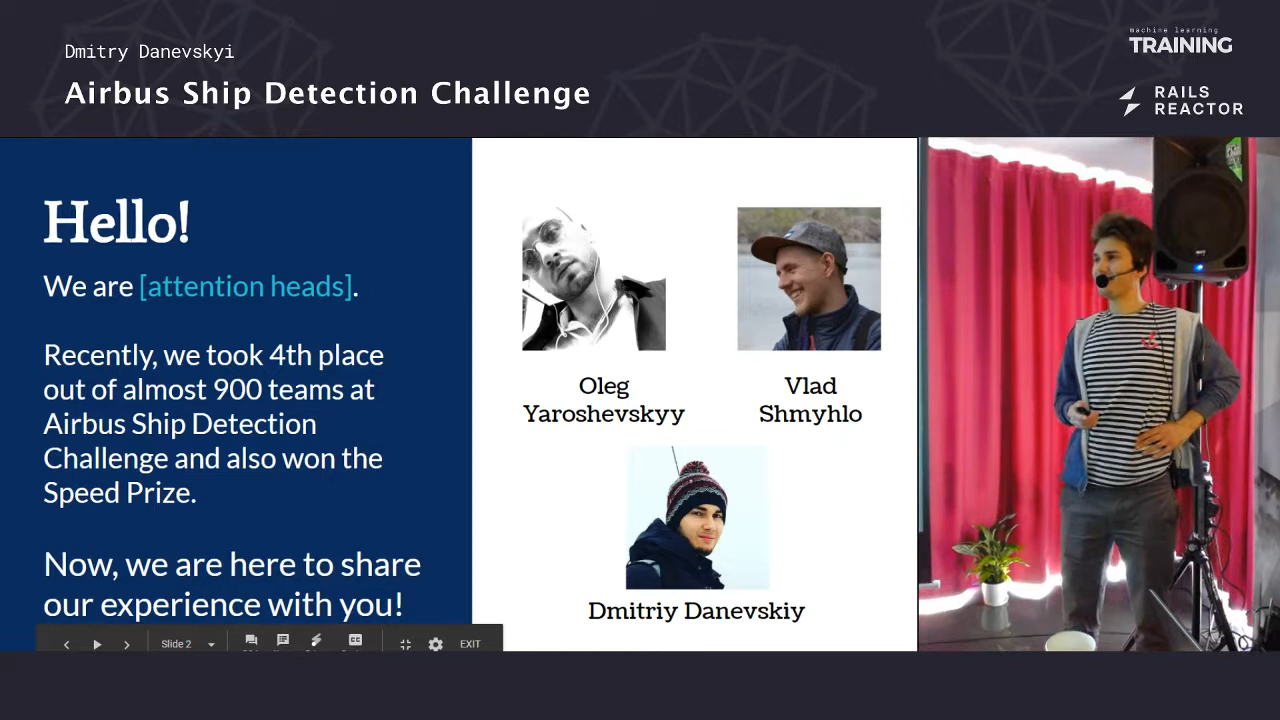 Dmitry Danevskyi
Airbus Ship Detection Challenge
machine learning
TRAINING
RAILS
REACTOR
Hello!
We are [attention heads].
Recently, we took 4th place
out of almost 900 teams at
Airbus Ship Detection
Challenge and also won the
Speed Prize.
Now, we are here to share
our experience with you!
Oleg
Yaroshevskyy
Vlad
Shmyhlo
Dmitriy Danevskiy
Slide 2
EXIT